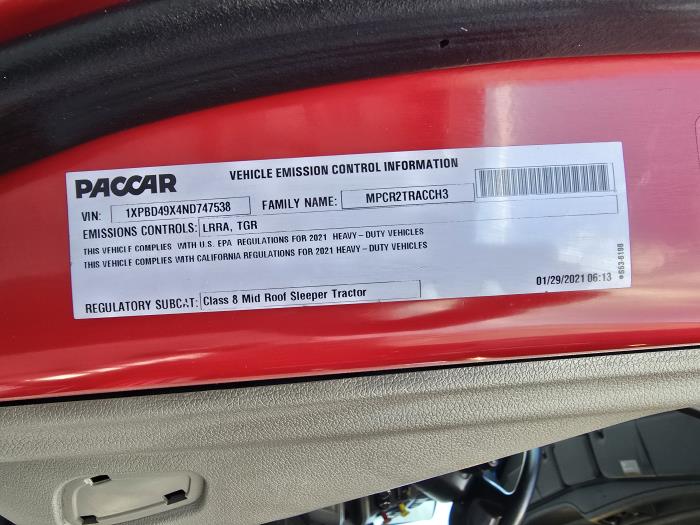 PACCAR VEHICLE EMISSION CONTROL INFORMATION
VIN: 1XPBD49X4ND747538 FAMILY NAME: MPCR2TRACCH3
EMISSIONS CONTROLS: LRRA, TGR
THIS VEHICLE COMPLIES WITH U.S. EPA REGULATIONS FOR 2021 HEAVY-DUTY VEHICLES
THIS VEHICLE COMPLIES WITH CALIFORNIA REGULATIONS FOR 2021 HEAVY-DUTY VEHICLES
REGULATORY SUBCAT: Class 8 Mid Roof Sleeper Tractor
01/29/2021 06:13
S63-6198